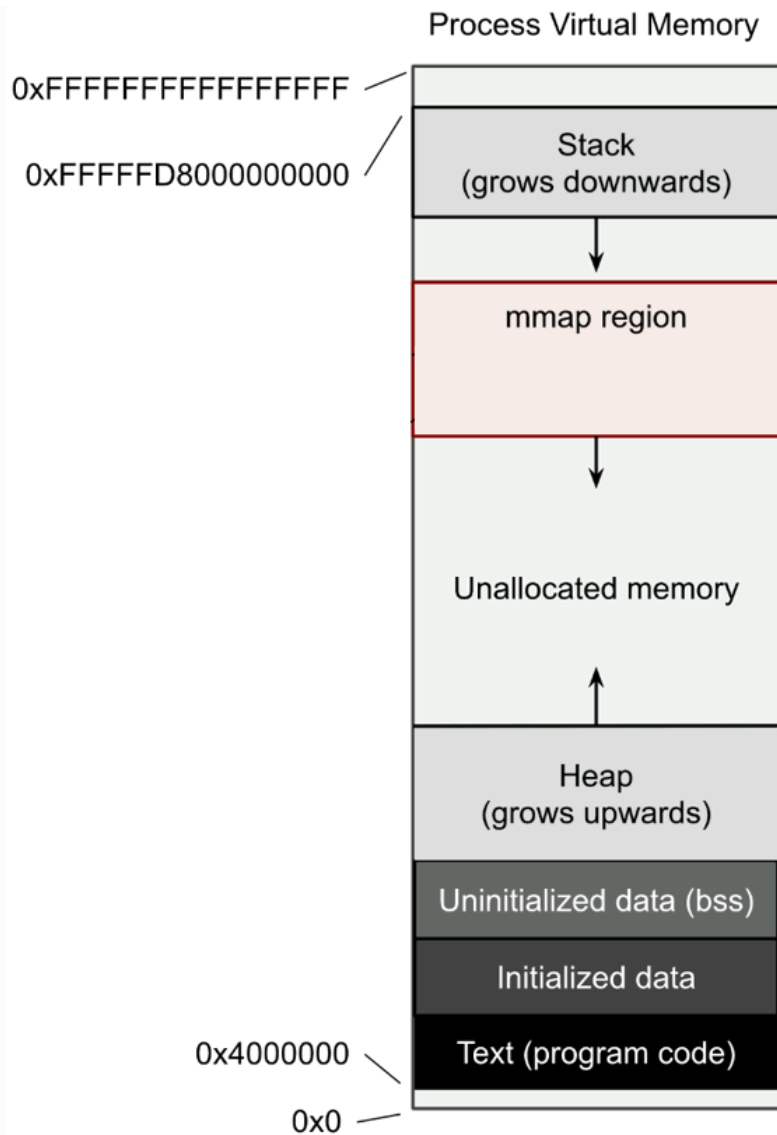 Process Virtual Memory
0xFFFFFFFFFFFFFFFF
0xFFFFFD8000000000
Stack
(grows downwards)
mmap region
Unallocated memory
Heap
(grows upwards)
Uninitialized data (bss)
Initialized data
0x4000000
Text (program code)
0x0